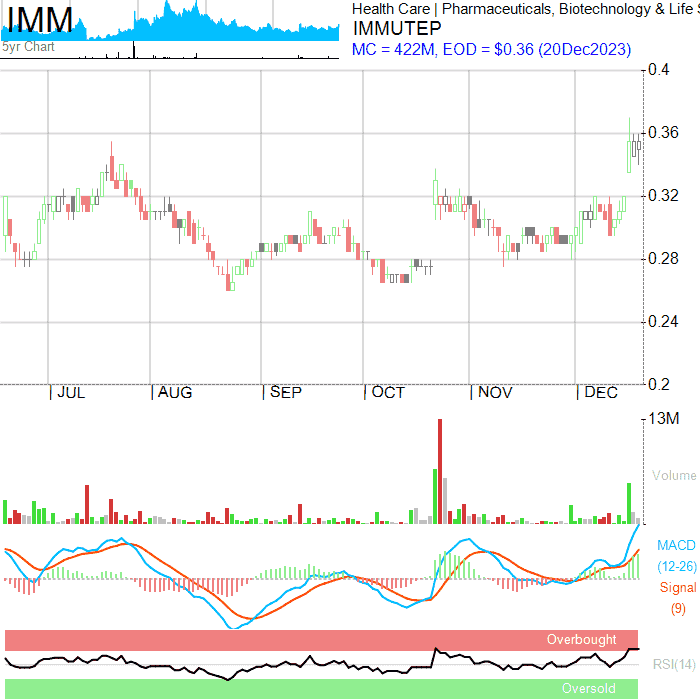 IMM
5yr Chart
Health Care | Pharmaceuticals, Biotechnology & Life S
IMMUTEP
MC = 422M, EOD = $0.36 (20Dec2023)
0.4
0.36
0.32
0.28
0.24
0.2
| JUL | AUG | SEP | OCT | NOV | DEC
13M
Volume
MACD
(12-26)
Signal
(9)
Overbought
RSI(14)
Oversold